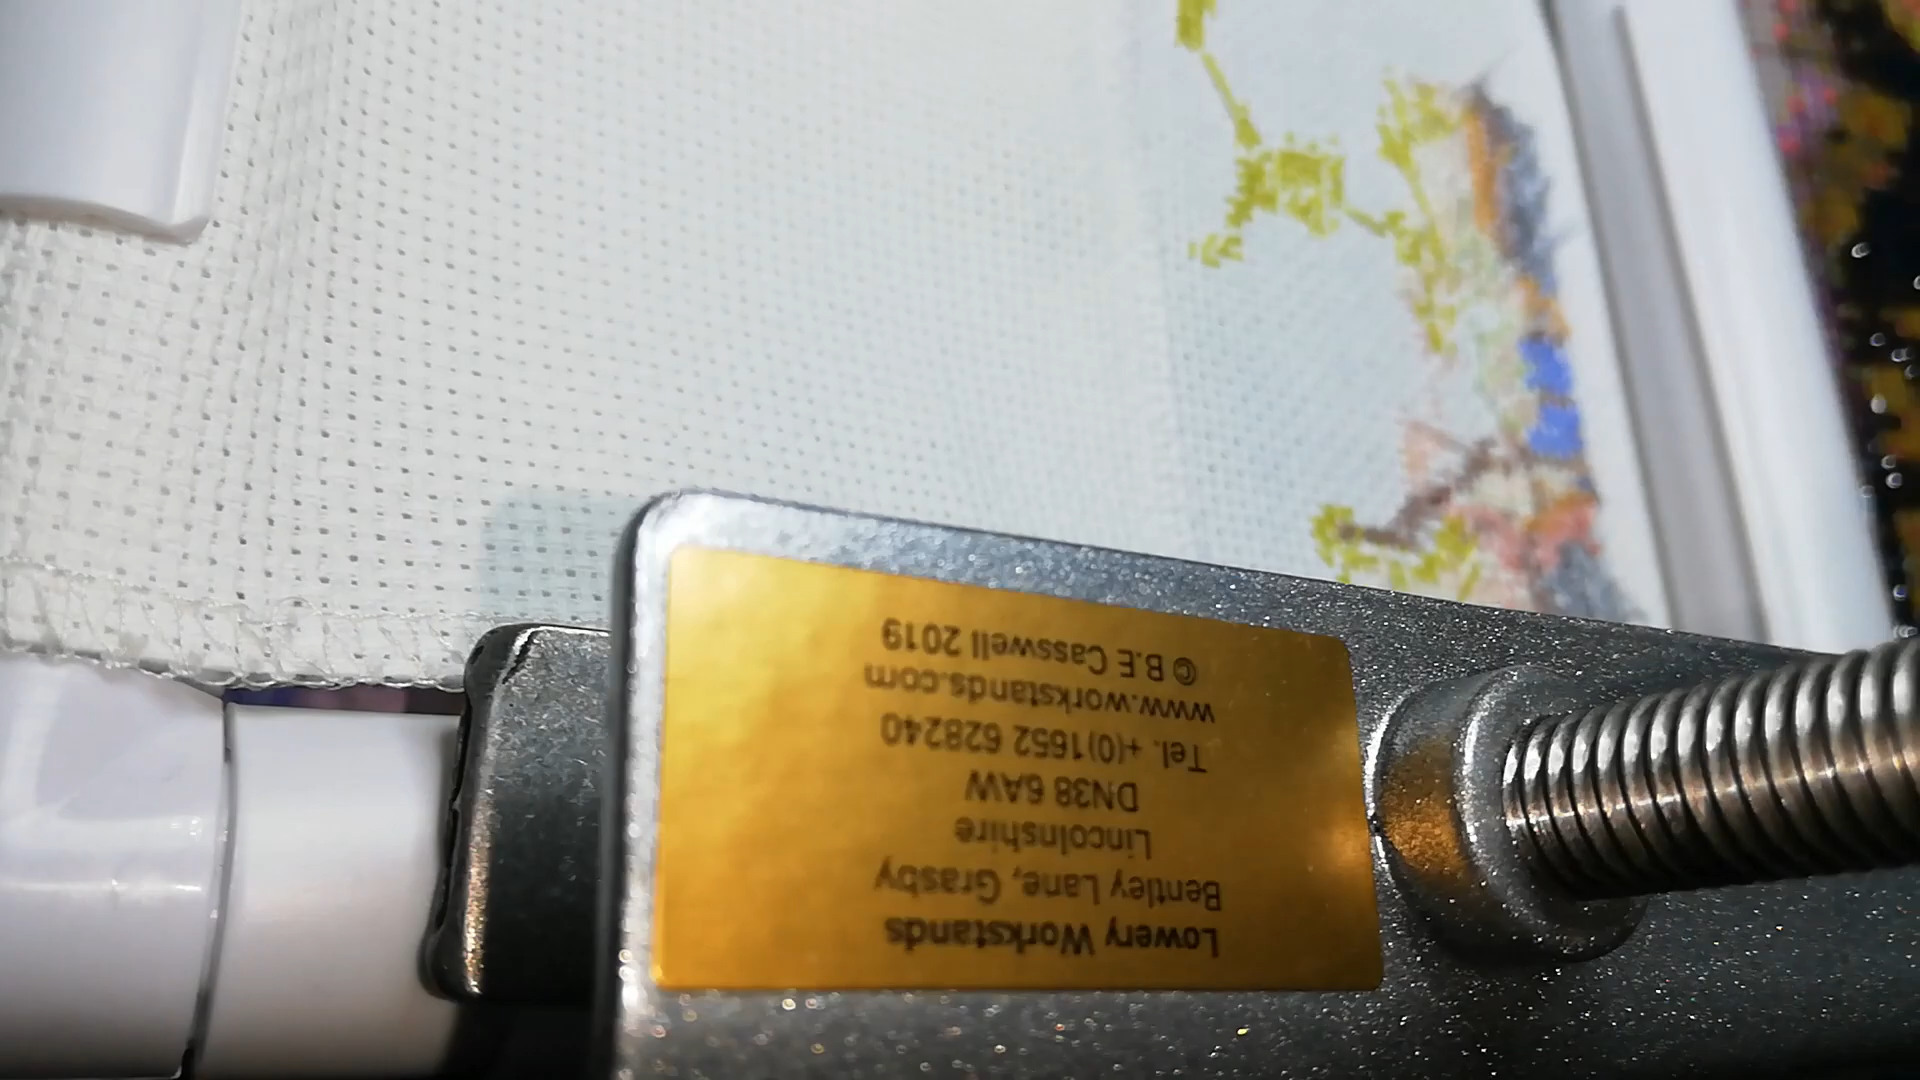 Lowery Workstands
Bentley Lane, Grasby
Lincolnshire
DN38 6AW
Tel. +(0)1652 628240
www.workstands.com
© B.E Casswell 2019